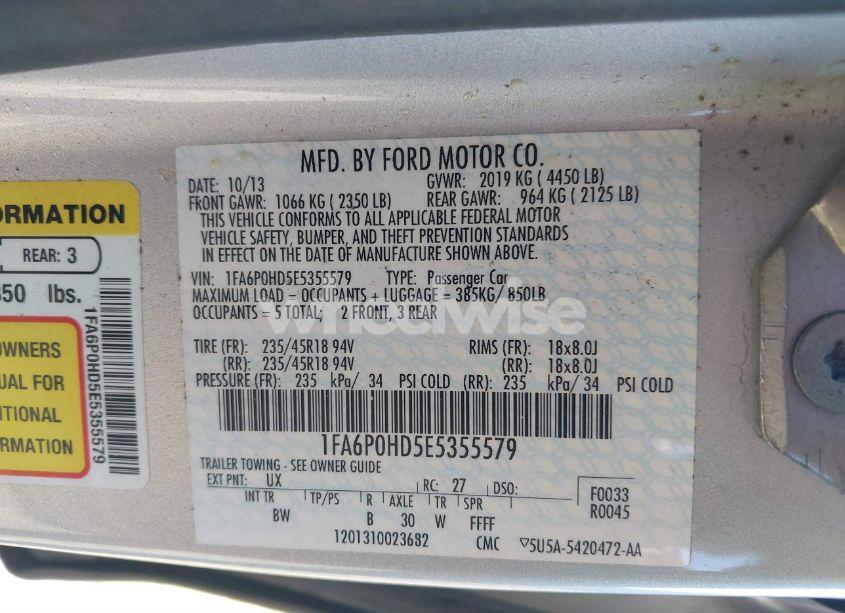 ORMATION
REAR: 3
350 lbs.
OWNERS
UAL FOR
ITIONAL
ORMATION
1FA6P0HD5E5355579
MFD. BY FORD MOTOR CO.
DATE: 10/13 GVWR: 2019 KG ( 4450 LB)
FRONT GAWR: 1066 KG ( 2350 LB) REAR GAWR: 964 KG ( 2125 LB)
THIS VEHICLE CONFORMS TO ALL APPLICABLE FEDERAL MOTOR
VEHICLE SAFETY, BUMPER, AND THEFT PREVENTION STANDARDS
IN EFFECT ON THE DATE OF MANUFACTURE SHOWN ABOVE.
VIN: 1FA6P0HD5E5355579 TYPE: Passenger Car
MAXIMUM LOAD = OCCUPANTS + LUGGAGE = 385KG/ 850LB
OCCUPANTS = 5 TOTAL; 2 FRONT, 3 REAR
wheelwise
TIRE (FR): 235/45R18 94V RIMS (FR): 18x8.0J
(RR): 235/45R18 94V (RR): 18x8.0J
PRESSURE (FR): 235 kPa/ 34 PSI COLD (RR): 235 kPa/ 34 PSI COLD
1FA6P0HD5E5355579
TRAILER TOWING - SEE OWNER GUIDE
EXT PNT: UX RC: 27 DSO: F0033
INT TR TP/PS R AXLE TR SPR R0045
BW B 30 W FFFF
1201310023682 CMC ▽5U5A-5420472-AA